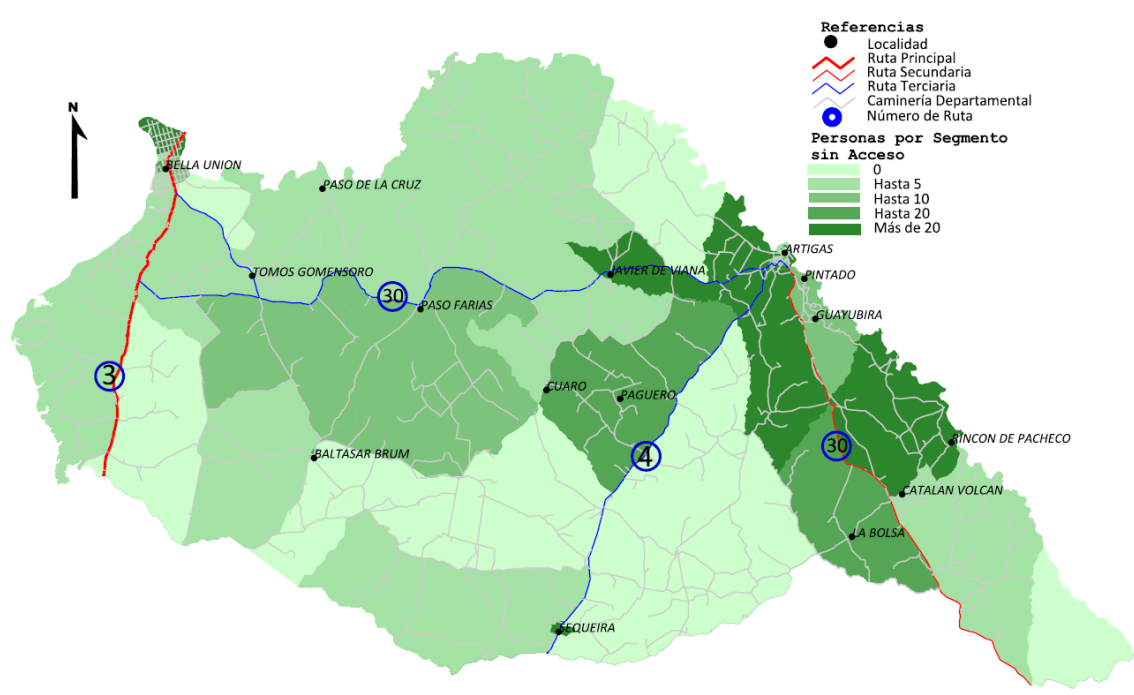 Referencias
Localidad
Ruta Principal
Ruta Secundaria
Ruta Terciaria
Caminería Departamental
Número de Ruta
Personas por Segmento
sin Acceso
0
Hasta 5
Hasta 10
Hasta 20
Más de 20
N
BELLA UNION
PASO DE LA CRUZ
ARTIGAS
TOMOS GOMENSORO
JAVIER DE VIANA
PINTADO
30
PASO FARIAS
GUAYUBIRA
3
CUARO
PAGUERO
RINCON DE PACHECO
30
BALTASAR BRUM
4
CATALAN VOLCAN
LA BOLSA
SEQUEIRA